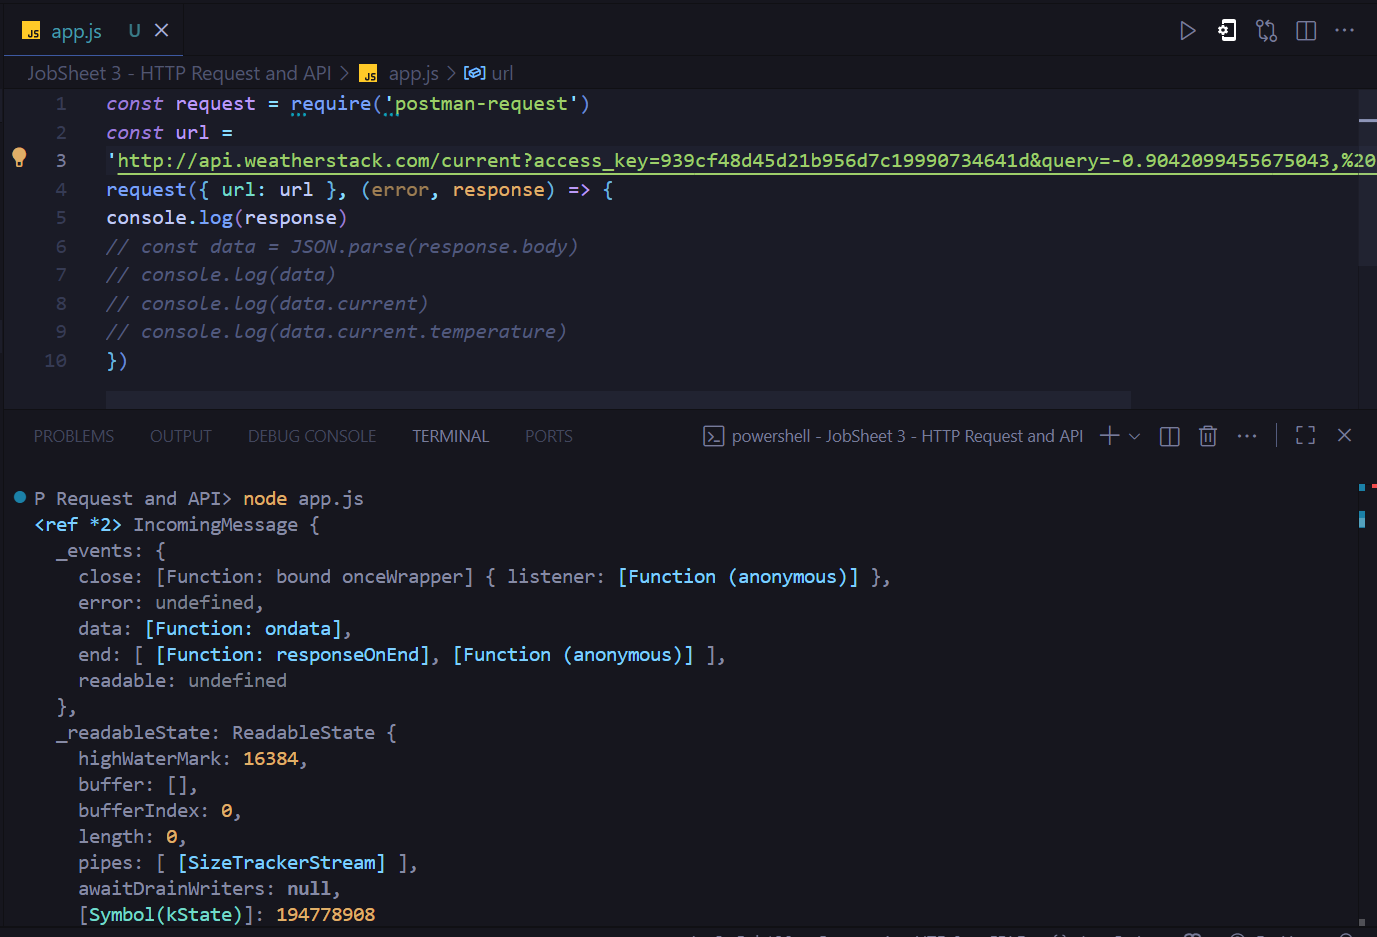 JS app.js U
JobSheet 3 - HTTP Request and API > JS app.js > url
1 const request = require('postman-request')
2 const url =
3 'http://api.weatherstack.com/current?access_key=939cf48d45d21b956d7c19990734641d&query=-0.9042099455675043,%20
4 request({ url: url }, (error, response) => {
5 console.log(response)
6 // const data = JSON.parse(response.body)
7 // console.log(data)
8 // console.log(data.current)
9 // console.log(data.current.temperature)
10 })
PROBLEMS OUTPUT DEBUG CONSOLE TERMINAL PORTS powershell - JobSheet 3 - HTTP Request and API
P Request and API> node app.js
<ref *2> IncomingMessage {
_events: {
close: [Function: bound onceWrapper] { listener: [Function (anonymous)] },
error: undefined,
data: [Function: ondata],
end: [ [Function: responseOnEnd], [Function (anonymous)] ],
readable: undefined
},
_readableState: ReadableState {
highWaterMark: 16384,
buffer: [],
bufferIndex: 0,
length: 0,
pipes: [ [SizeTrackerStream] ],
awaitDrainWriters: null,
[Symbol(kState)]: 194778908